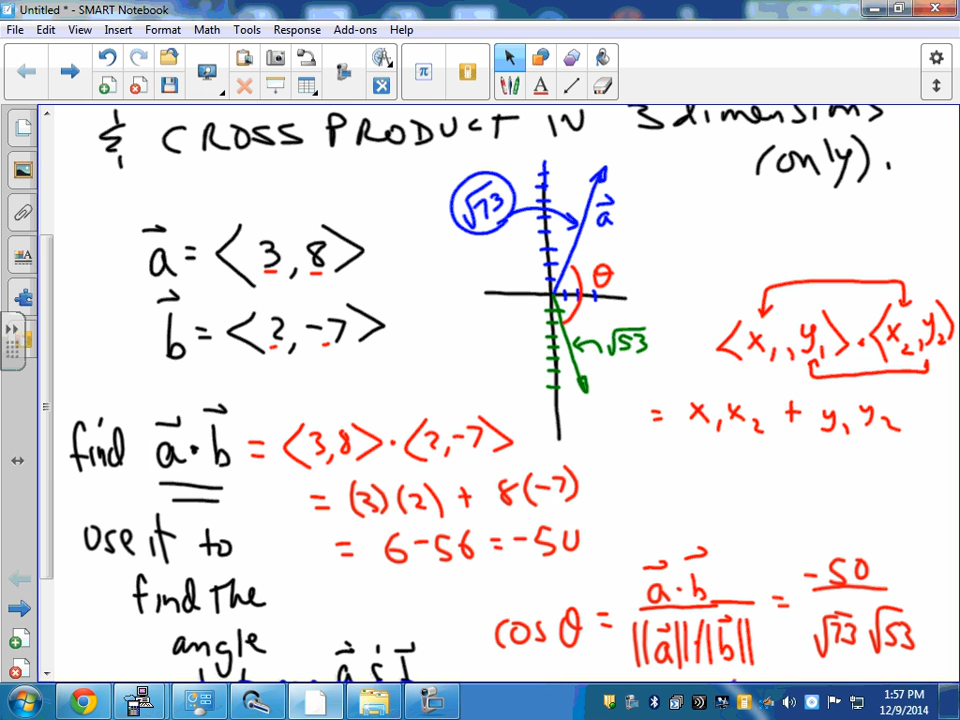 Untitled * - SMART Notebook
File Edit View Insert Format Math Tools Response Add-ons Help
& CROSS PRODUCT IN 3 dimensions
(only).
√73
a⃗
a⃗ = <3, 8>
θ
b⃗ = <2, -7>
√53
<x₁, y₁> · <x₂, y₂>
= x₁x₂ + y₁y₂
find a⃗ · b⃗ = <3, 8> · <2, -7>
= (3)(2) + 8(-7)
use it to
= 6 - 56 = -50
find the
cos θ = a⃗ · b⃗ / ||a⃗|| ||b⃗|| = -50 / √73 √53
angle
1:57 PM
12/9/2014